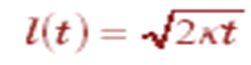 l(t) = √2κt